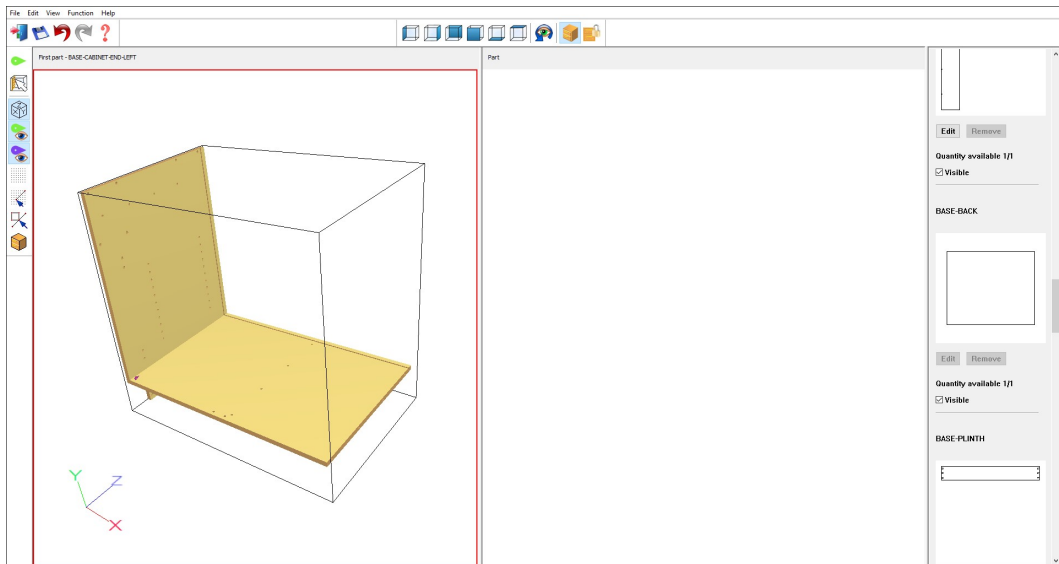 File Edit View Function Help
First part - BASE-CABINET-END-LEFT
Part
Edit Remove
Quantity available 1/1
Visible
BASE-BACK
Edit Remove
Quantity available 1/1
Visible
BASE-PLINTH
Y
Z
X